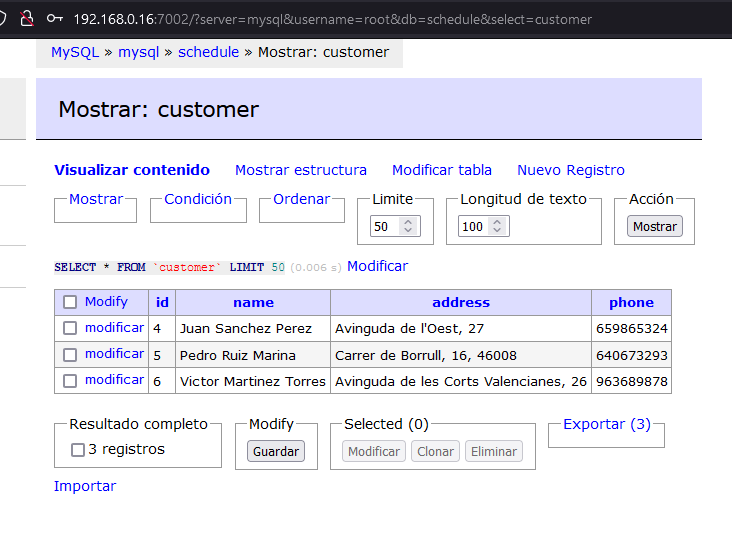 192.168.0.16:7002/?server=mysql&username=root&db=schedule&select=customer
MySQL » mysql » schedule » Mostrar: customer
Mostrar: customer
Visualizar contenido Mostrar estructura Modificar tabla Nuevo Registro
Mostrar Condición Ordenar Limite Longitud de texto Acción
50 100 Mostrar
SELECT * FROM `customer` LIMIT 50 (0.006 s) Modificar
Modify id name address phone
modificar 4 Juan Sanchez Perez Avinguda de l'Oest, 27 659865324
modificar 5 Pedro Ruiz Marina Carrer de Borrull, 16, 46008 640673293
modificar 6 Victor Martinez Torres Avinguda de les Corts Valencianes, 26 963689878
Resultado completo Modify Selected (0) Exportar (3)
3 registros Guardar Modificar Clonar Eliminar
Importar